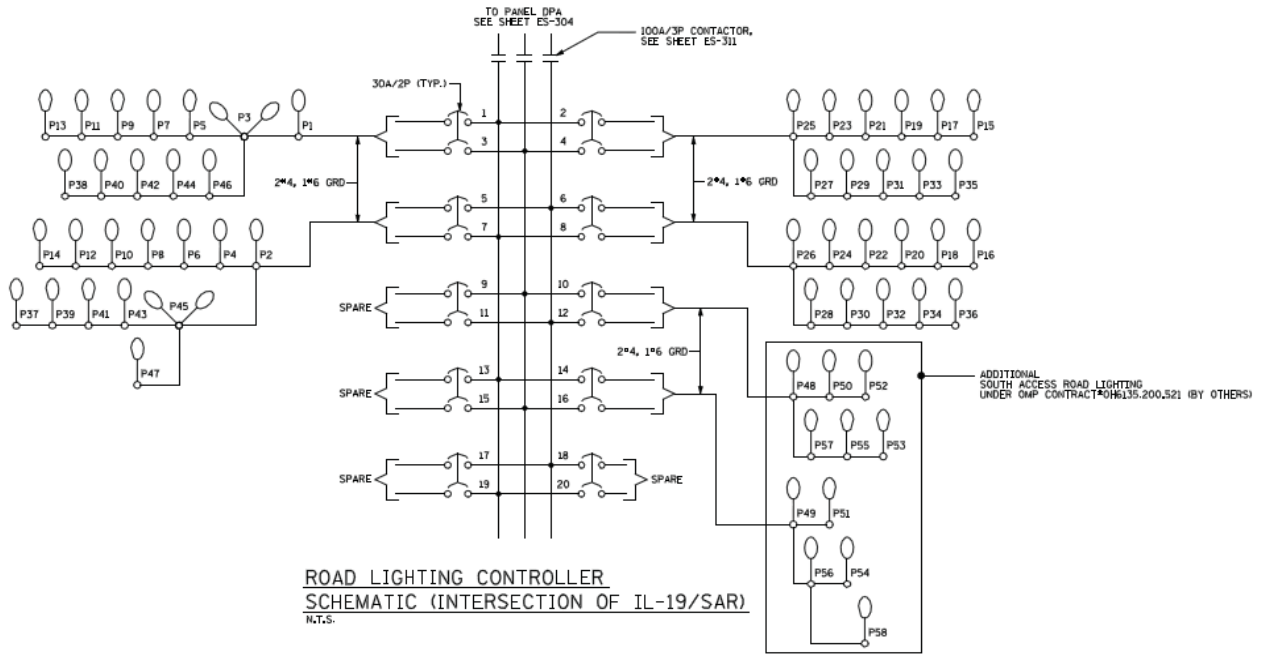 TO PANEL DPA
SEE SHEET ES-304
100A/3P CONTACTOR,
SEE SHEET ES-311
30A/2P (TYP.)
P13 P11 P9 P7 P5 P3 P1
1 2
P25 P23 P21 P19 P17 P15
3 4
P38 P40 P42 P44 P46
2#4, 1#6 GRD
2#4, 1#6 GRD
P27 P29 P31 P33 P35
5 6
7 8
P14 P12 P10 P8 P6 P4 P2
P26 P24 P22 P20 P18 P16
9 10
SPARE
11 12
P37 P39 P41 P43 P45
P28 P30 P32 P34 P36
2#4, 1#6 GRD
P47
13 14
P48 P50 P52
ADDITIONAL
SOUTH ACCESS ROAD LIGHTING
UNDER OMP CONTRACT#OH6135.200.521 (BY OTHERS)
SPARE
15 16
P57 P55 P53
17 18
SPARE
SPARE
19 20
P49 P51
P56 P54
P58
ROAD LIGHTING CONTROLLER
SCHEMATIC (INTERSECTION OF IL-19/SAR)
N.T.S.